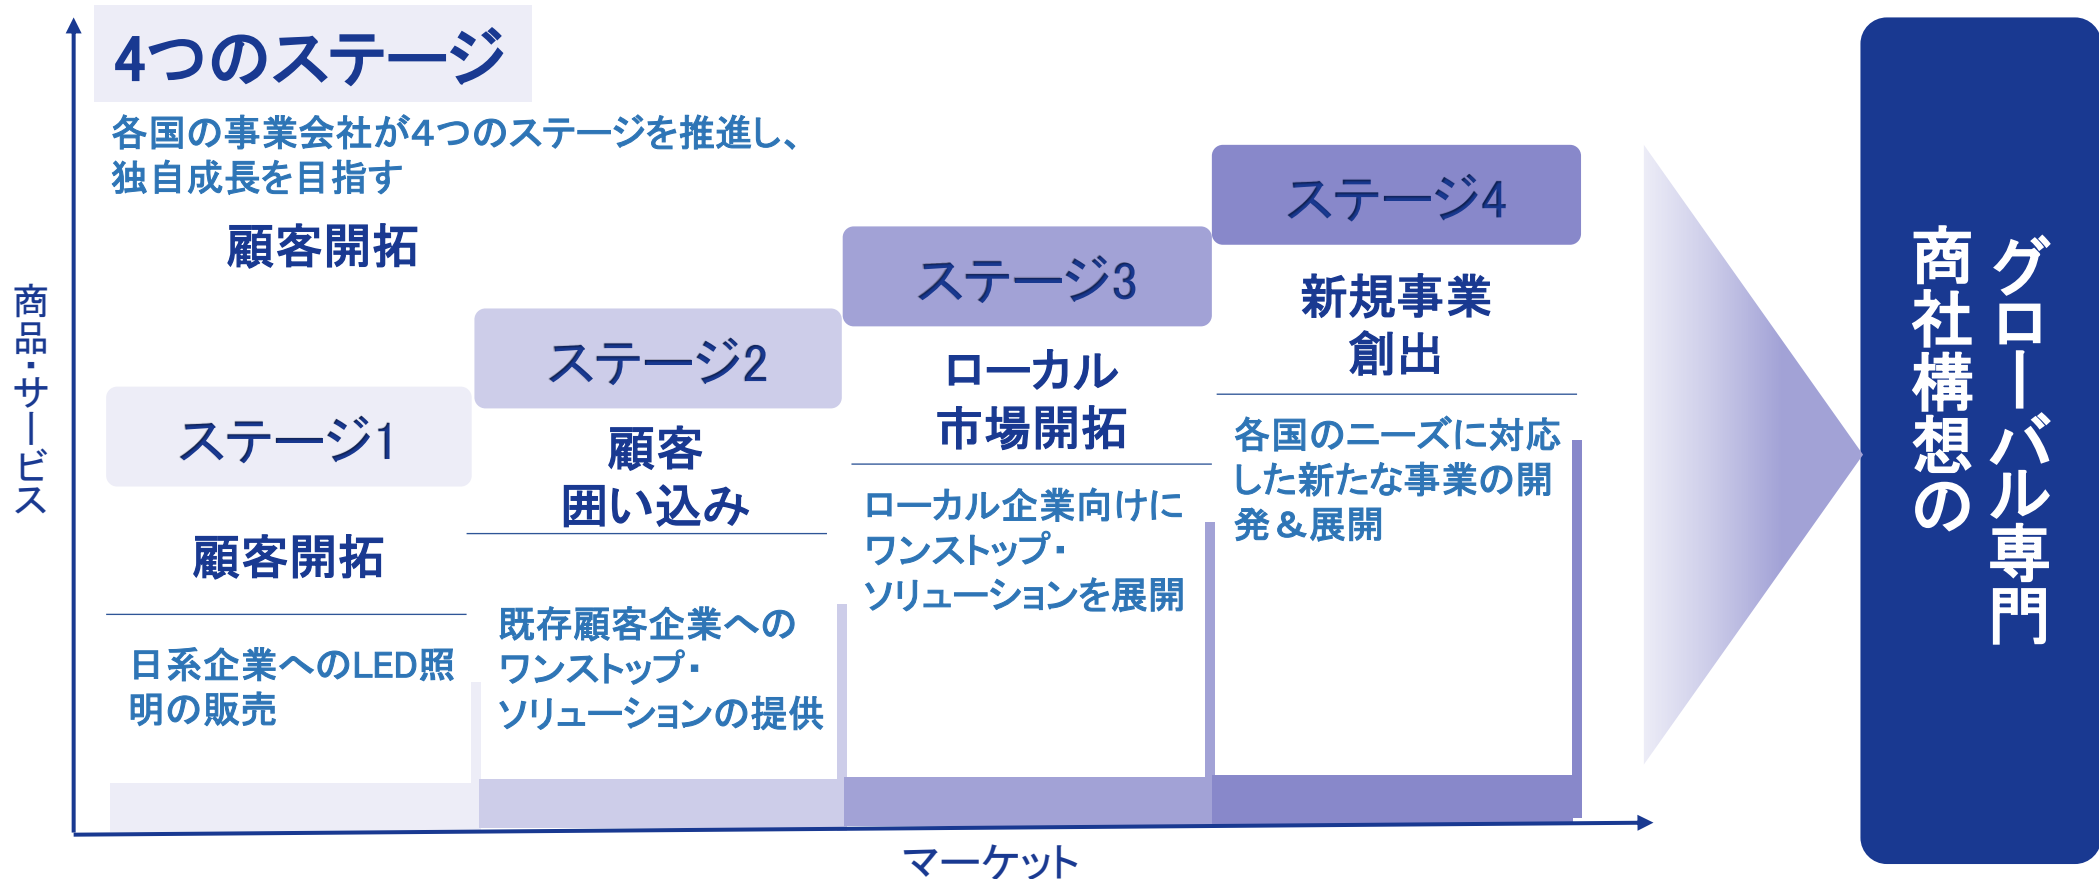 4つのステージ
各国の事業会社が4つのステージを推進し、
独自成長を目指す
顧客開拓
商品・サービス
ステージ1
顧客開拓
日系企業へのLED照
明の販売
ステージ2
顧客
囲い込み
既存顧客企業への
ワンストップ・
ソリューションの提供
ステージ3
ローカル
市場開拓
ローカル企業向けに
ワンストップ・
ソリューションを展開
ステージ4
新規事業
創出
各国のニーズに対応
した新たな事業の開
発＆展開
マーケット
グローバル専門
商社構想の